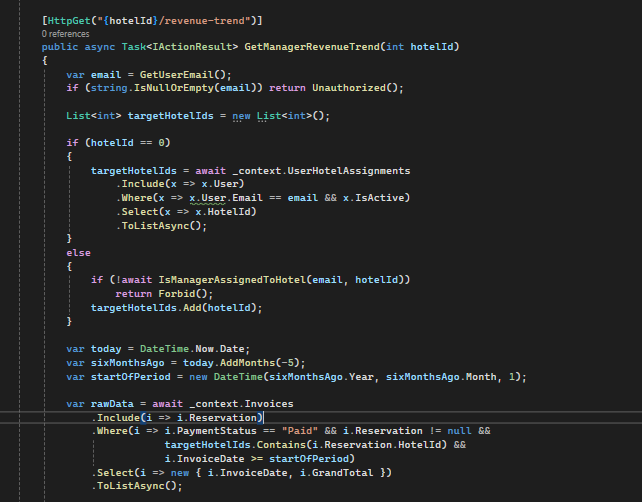 [HttpGet("{hotelId}/revenue-trend")]
0 references
public async Task<IActionResult> GetManagerRevenueTrend(int hotelId)
{
var email = GetUserEmail();
if (string.IsNullOrEmpty(email)) return Unauthorized();
List<int> targetHotelIds = new List<int>();
if (hotelId == 0)
{
targetHotelIds = await _context.UserHotelAssignments
.Include(x => x.User)
.Where(x => x.User.Email == email && x.IsActive)
.Select(x => x.HotelId)
.ToListAsync();
}
else
{
if (!await IsManagerAssignedToHotel(email, hotelId))
return Forbid();
targetHotelIds.Add(hotelId);
}
var today = DateTime.Now.Date;
var sixMonthsAgo = today.AddMonths(-5);
var startOfPeriod = new DateTime(sixMonthsAgo.Year, sixMonthsAgo.Month, 1);
var rawData = await _context.Invoices
.Include(i => i.Reservation)
.Where(i => i.PaymentStatus == "Paid" && i.Reservation != null &&
targetHotelIds.Contains(i.Reservation.HotelId) &&
i.InvoiceDate >= startOfPeriod)
.Select(i => new { i.InvoiceDate, i.GrandTotal })
.ToListAsync();